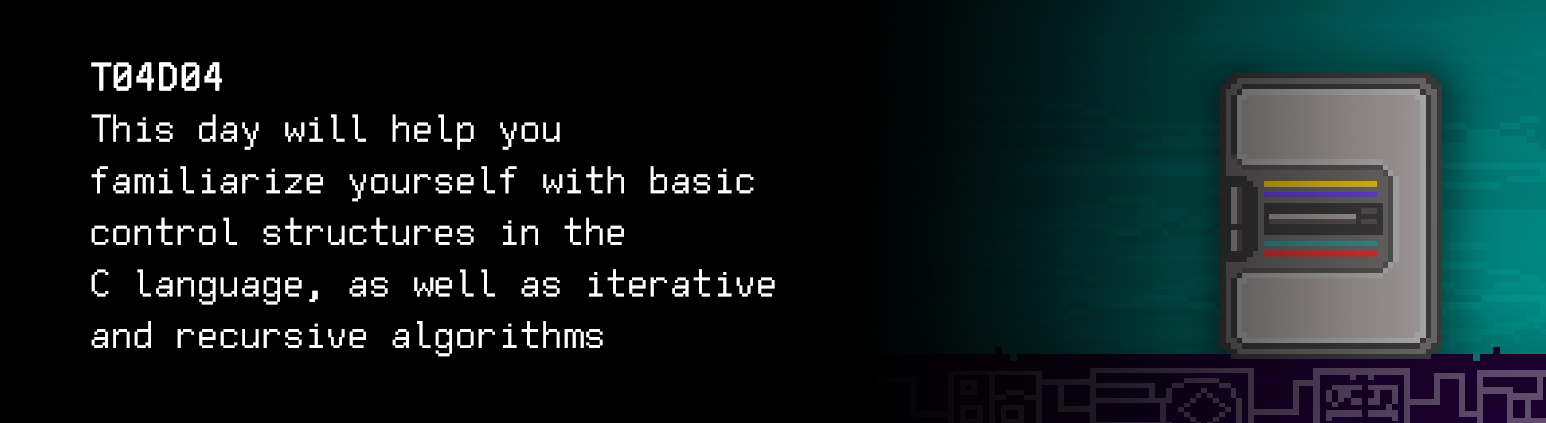 T04D04
This day will help you
familiarize yourself with basic
control structures in the
C language, as well as iterative
and recursive algorithms